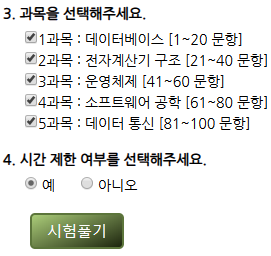 3. 과목을 선택해주세요.
1과목 : 데이터베이스 [1~20 문항]
2과목 : 전자계산기 구조 [21~40 문항]
3과목 : 운영체제 [41~60 문항]
4과목 : 소프트웨어 공학 [61~80 문항]
5과목 : 데이터 통신 [81~100 문항]
4. 시간 제한 여부를 선택해주세요.
예 아니오
시험풀기